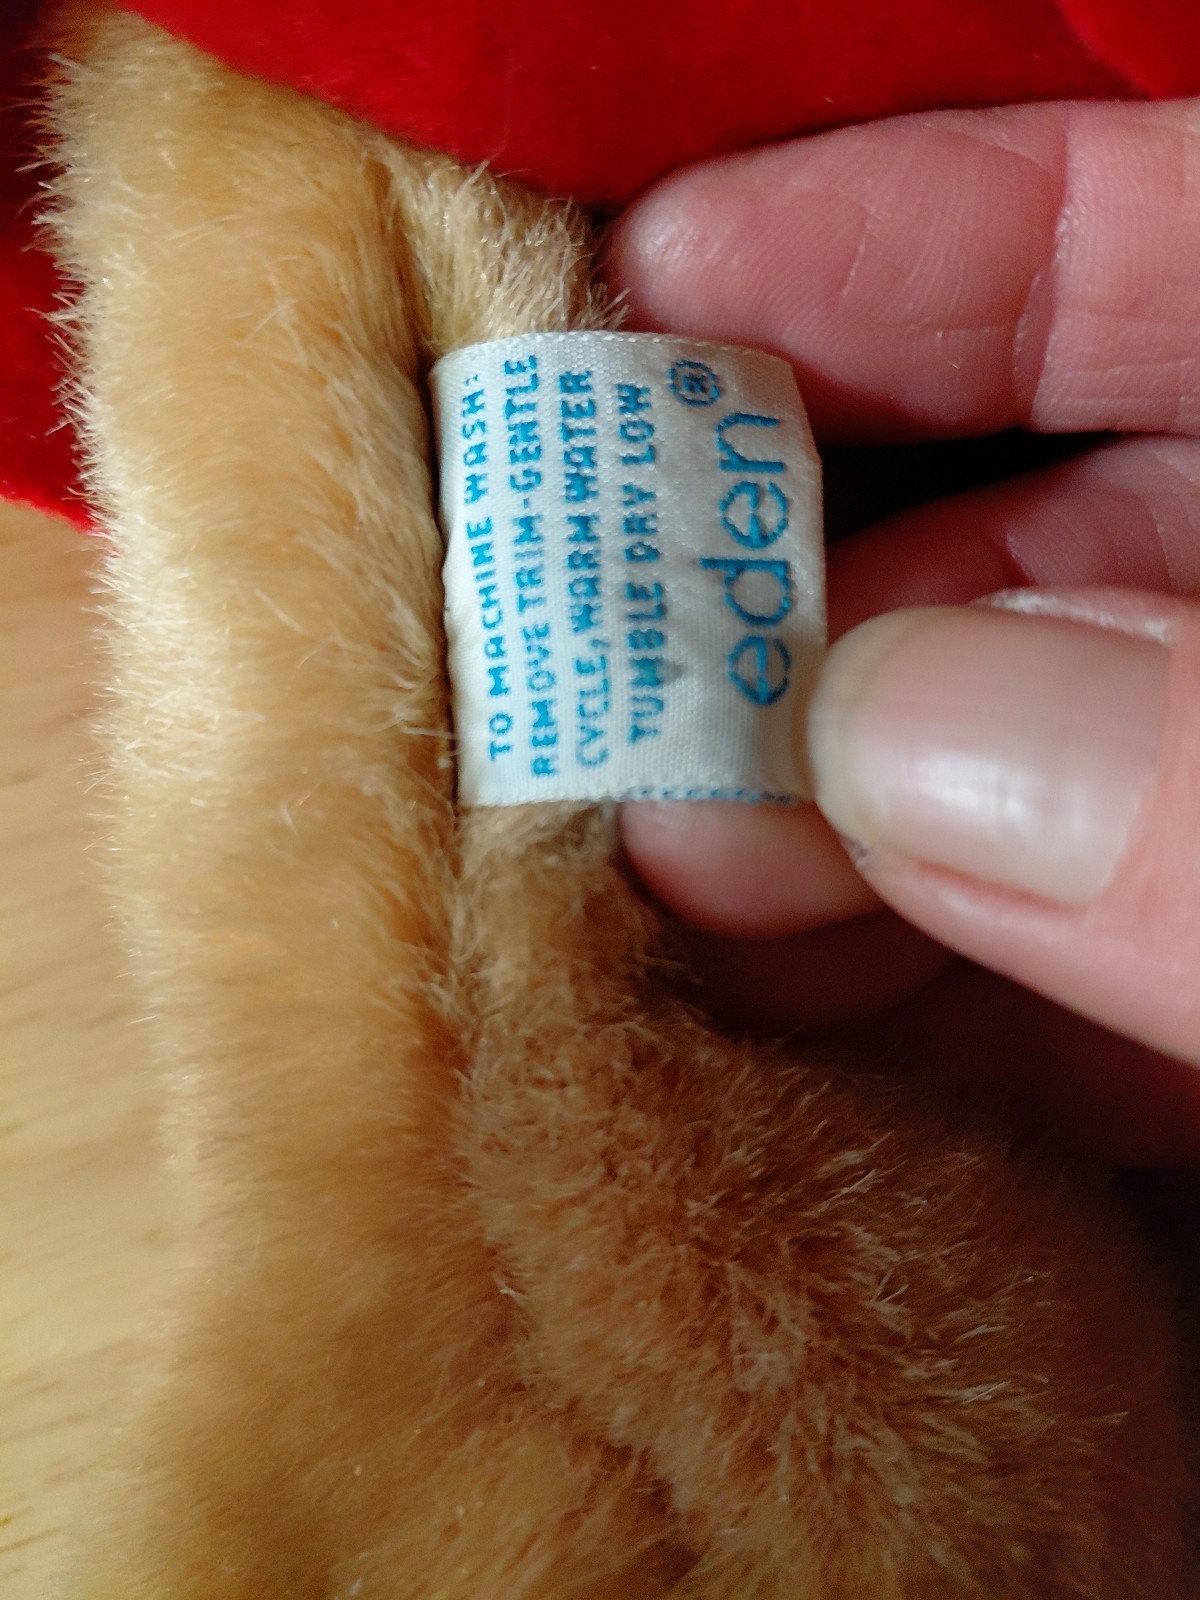 TO MACHINE WASH:
REMOVE TRIM-GENTLE
CYCLE, WARM WATER
TUMBLE DRY LOW
eden®